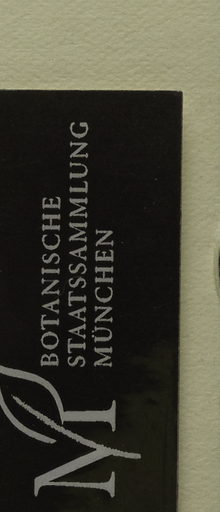 BOTANISCHE
STAATSSAMMLUNG
MÜNCHEN
M